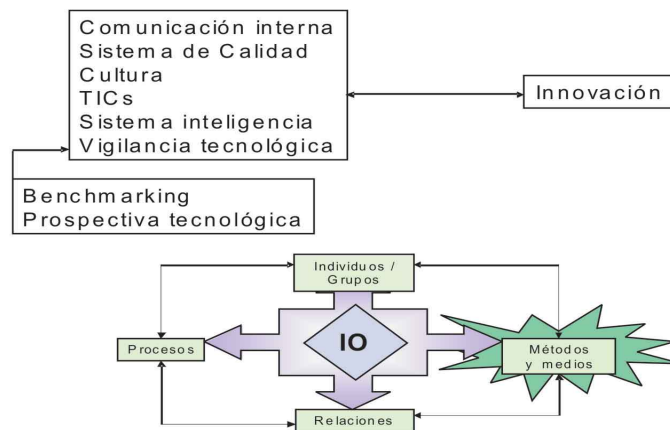 Comunicación interna
Sistema de Calidad
Cultura
TICs
Sistema inteligencia
Vigilancia tecnológica
Innovación
Benchmarking
Prospectiva tecnológica
Individuos /
Grupos
Procesos
IO
Métodos
y medios
Relaciones